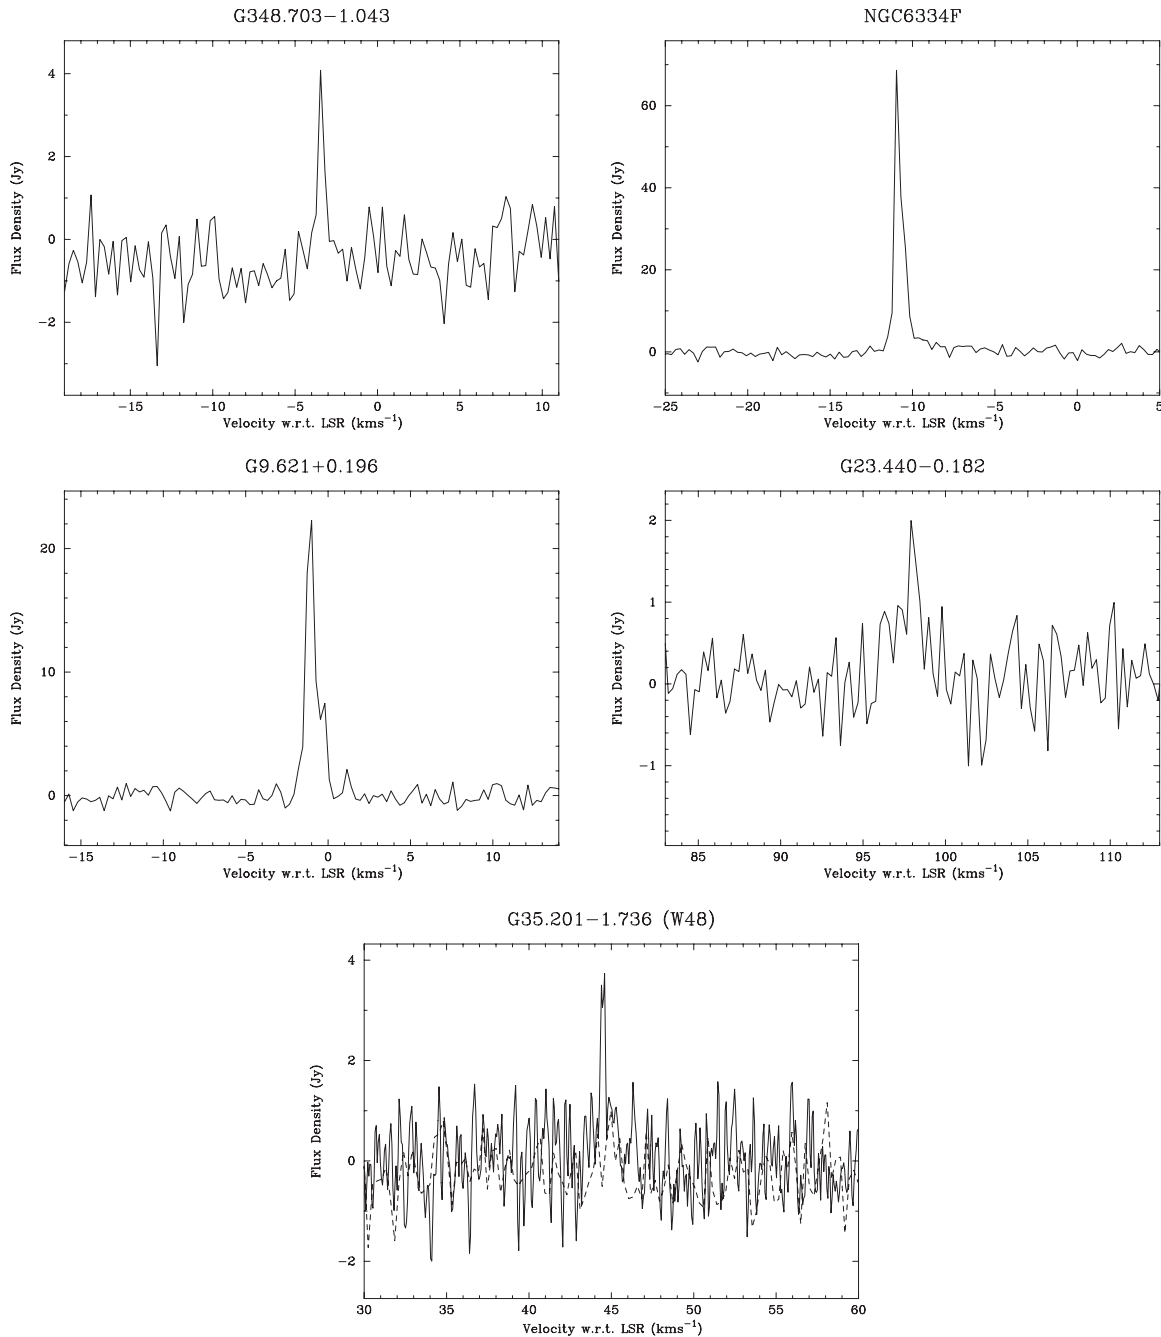 G348.703−1.043
4
2
0
−2
Flux Density (Jy)
−15 −10 −5 0 5 10
Velocity w.r.t. LSR (kms⁻¹)
NGC6334F
60
40
20
0
Flux Density (Jy)
−25 −20 −15 −10 −5 0 5
Velocity w.r.t. LSR (kms⁻¹)
G9.621+0.196
20
10
0
Flux Density (Jy)
−15 −10 −5 0 5 10
Velocity w.r.t. LSR (kms⁻¹)
G23.440−0.182
2
1
0
−1
Flux Density (Jy)
85 90 95 100 105 110
Velocity w.r.t. LSR (kms⁻¹)
G35.201−1.736 (W48)
4
2
0
−2
Flux Density (Jy)
30 35 40 45 50 55 60
Velocity w.r.t. LSR (kms⁻¹)